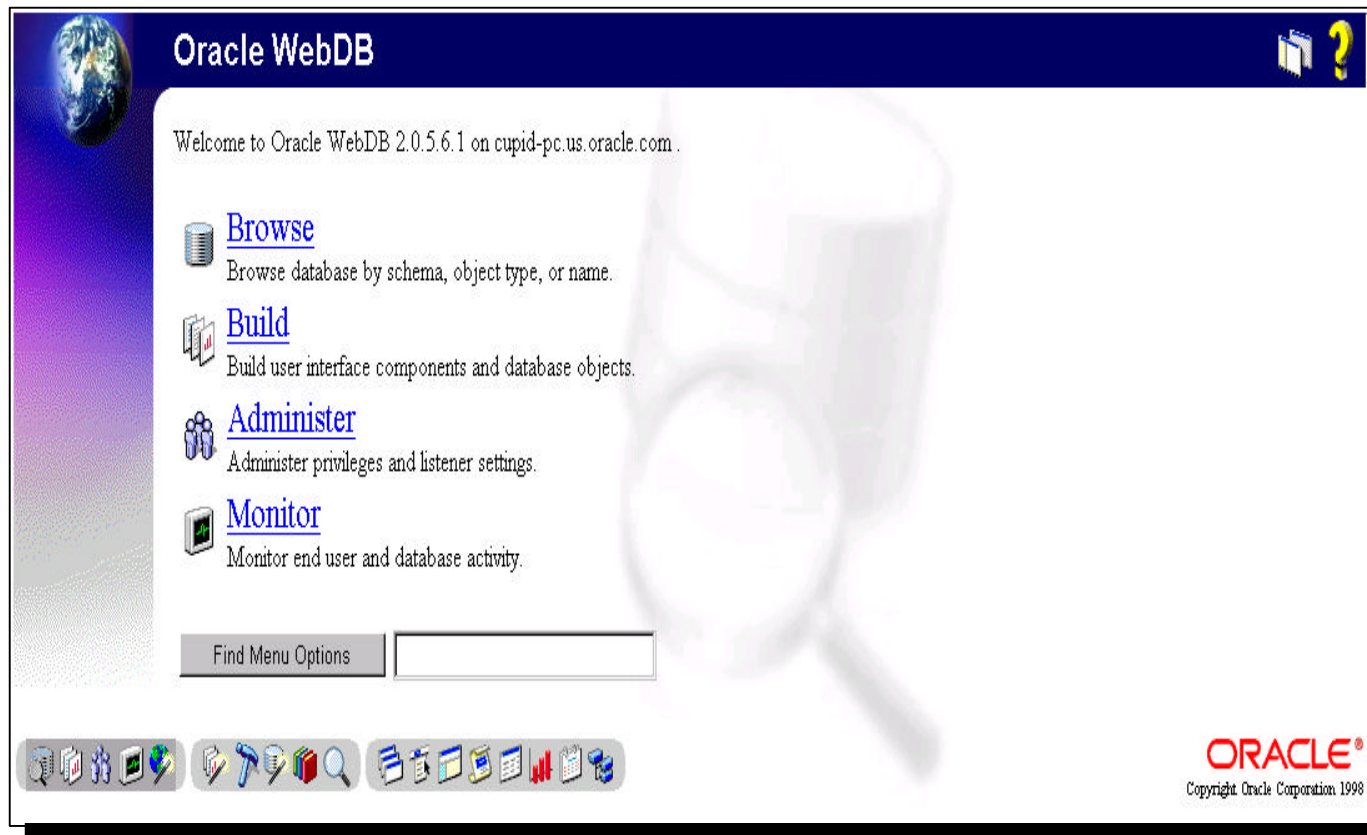 Oracle WebDB
Welcome to Oracle WebDB 2.0.5.6.1 on cupid-pc.us.oracle.com .
Browse
Browse database by schema, object type, or name.
Build
Build user interface components and database objects.
Administer
Administer privileges and listener settings.
Monitor
Monitor end user and database activity.
Find Menu Options
ORACLE®
Copyright Oracle Corporation 1998